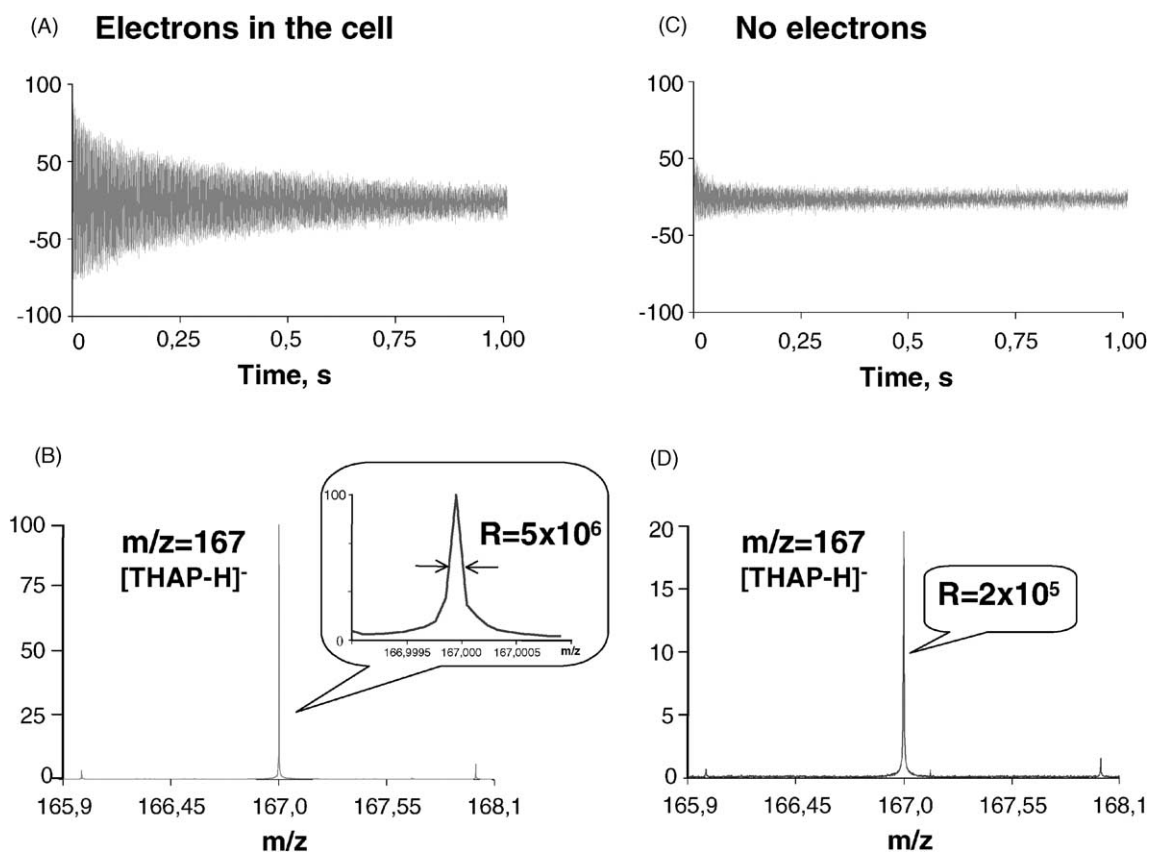 (A) Electrons in the cell
100
50
-50
-100
0 0,25 0,5 0,75 1,00
Time, s
(C) No electrons
100
50
-50
-100
0 0,25 0,5 0,75 1,00
Time, s
(B)
100
75
50
25
0
m/z=167
[THAP-H]-
100
0
R=5x10⁶
166,9995 167,000 167,0005 m/z
165,9 166,45 167,0 167,55 168,1
m/z
(D)
20
15
10
5
0
m/z=167
[THAP-H]-
R=2x10⁵
165,9 166,45 167,0 167,55 168,1
m/z